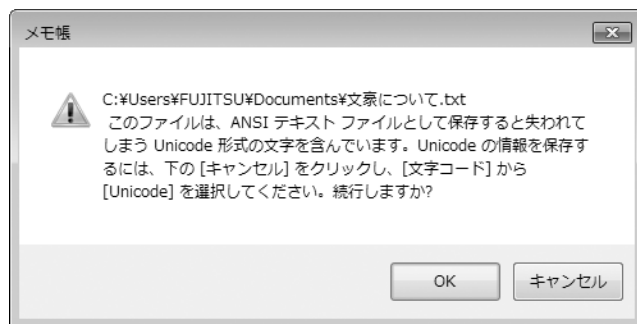 メモ帳
C:¥Users¥FUJITSU¥Documents¥文豪について.txt
このファイルは、ANSI テキスト ファイルとして保存すると失われて
しまう Unicode 形式の文字を含んでいます。Unicode の情報を保存す
るには、下の [キャンセル] をクリックし、[文字コード] から
[Unicode] を選択してください。続行しますか?
OK
キャンセル